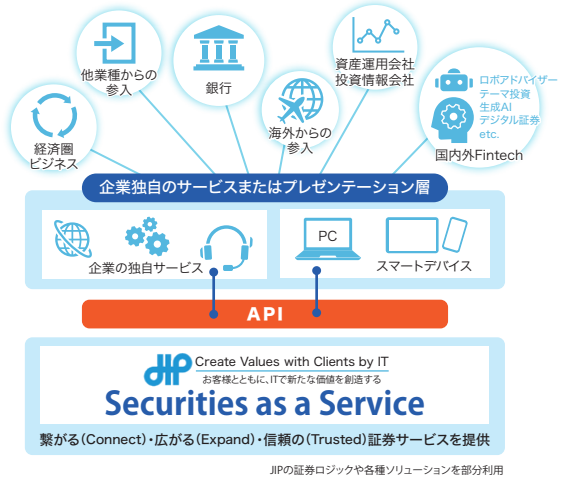 経済圏
ビジネス
他業種からの
参入
銀行
海外からの
参入
資産運用会社
投資情報会社
ロボアドバイザー
テーマ投資
生成AI
デジタル証券
etc.
国内外Fintech
企業独自のサービスまたはプレゼンテーション層
企業の独自サービス
PC
スマートデバイス
API
JIP Create Values with Clients by IT
お客様とともに、ITで新たな価値を創造する
Securities as a Service
繋がる(Connect)・広がる(Expand)・信頼の(Trusted)証券サービスを提供
JIPの証券ロジックや各種ソリューションを部分利用